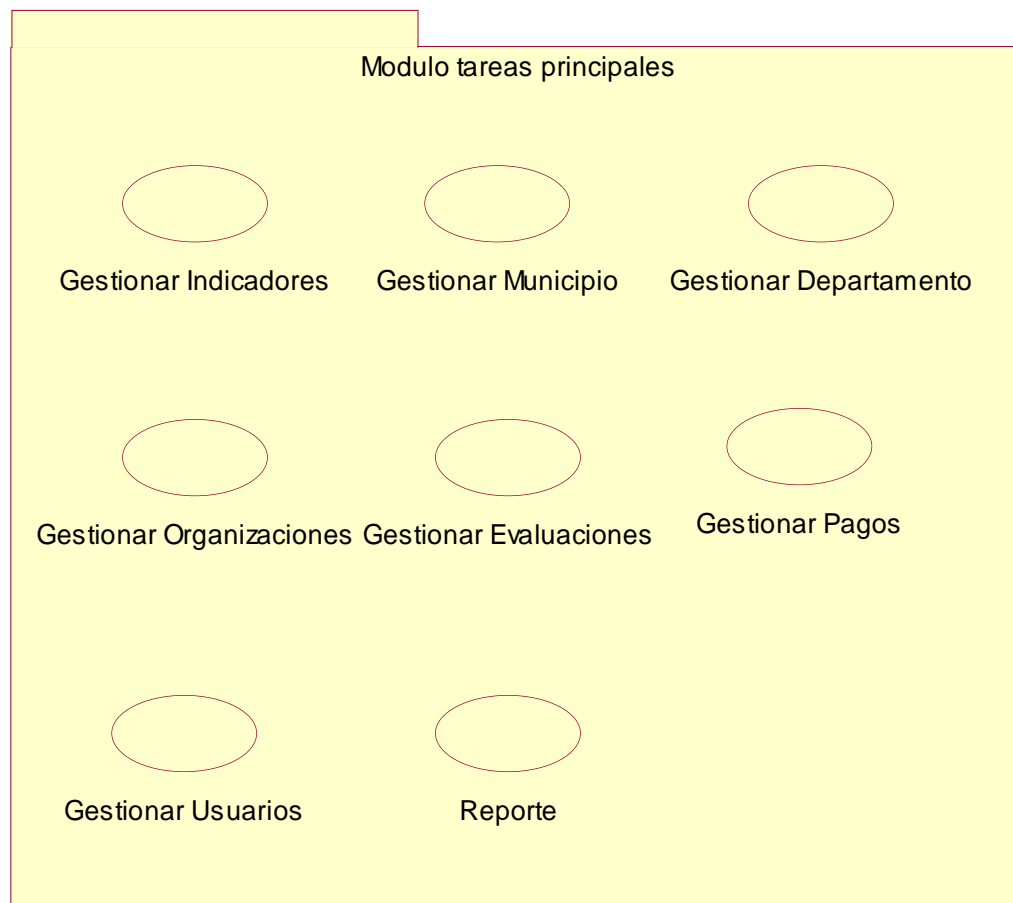 Modulo tareas principales
Gestionar Indicadores
Gestionar Municipio
Gestionar Departamento
Gestionar Organizaciones
Gestionar Evaluaciones
Gestionar Pagos
Gestionar Usuarios
Reporte